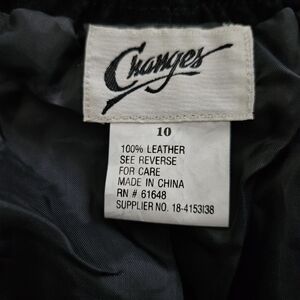 Changes
10
100% LEATHER
SEE REVERSE
FOR CARE
MADE IN CHINA
RN # 61648
SUPPLIER NO. 18-4153138